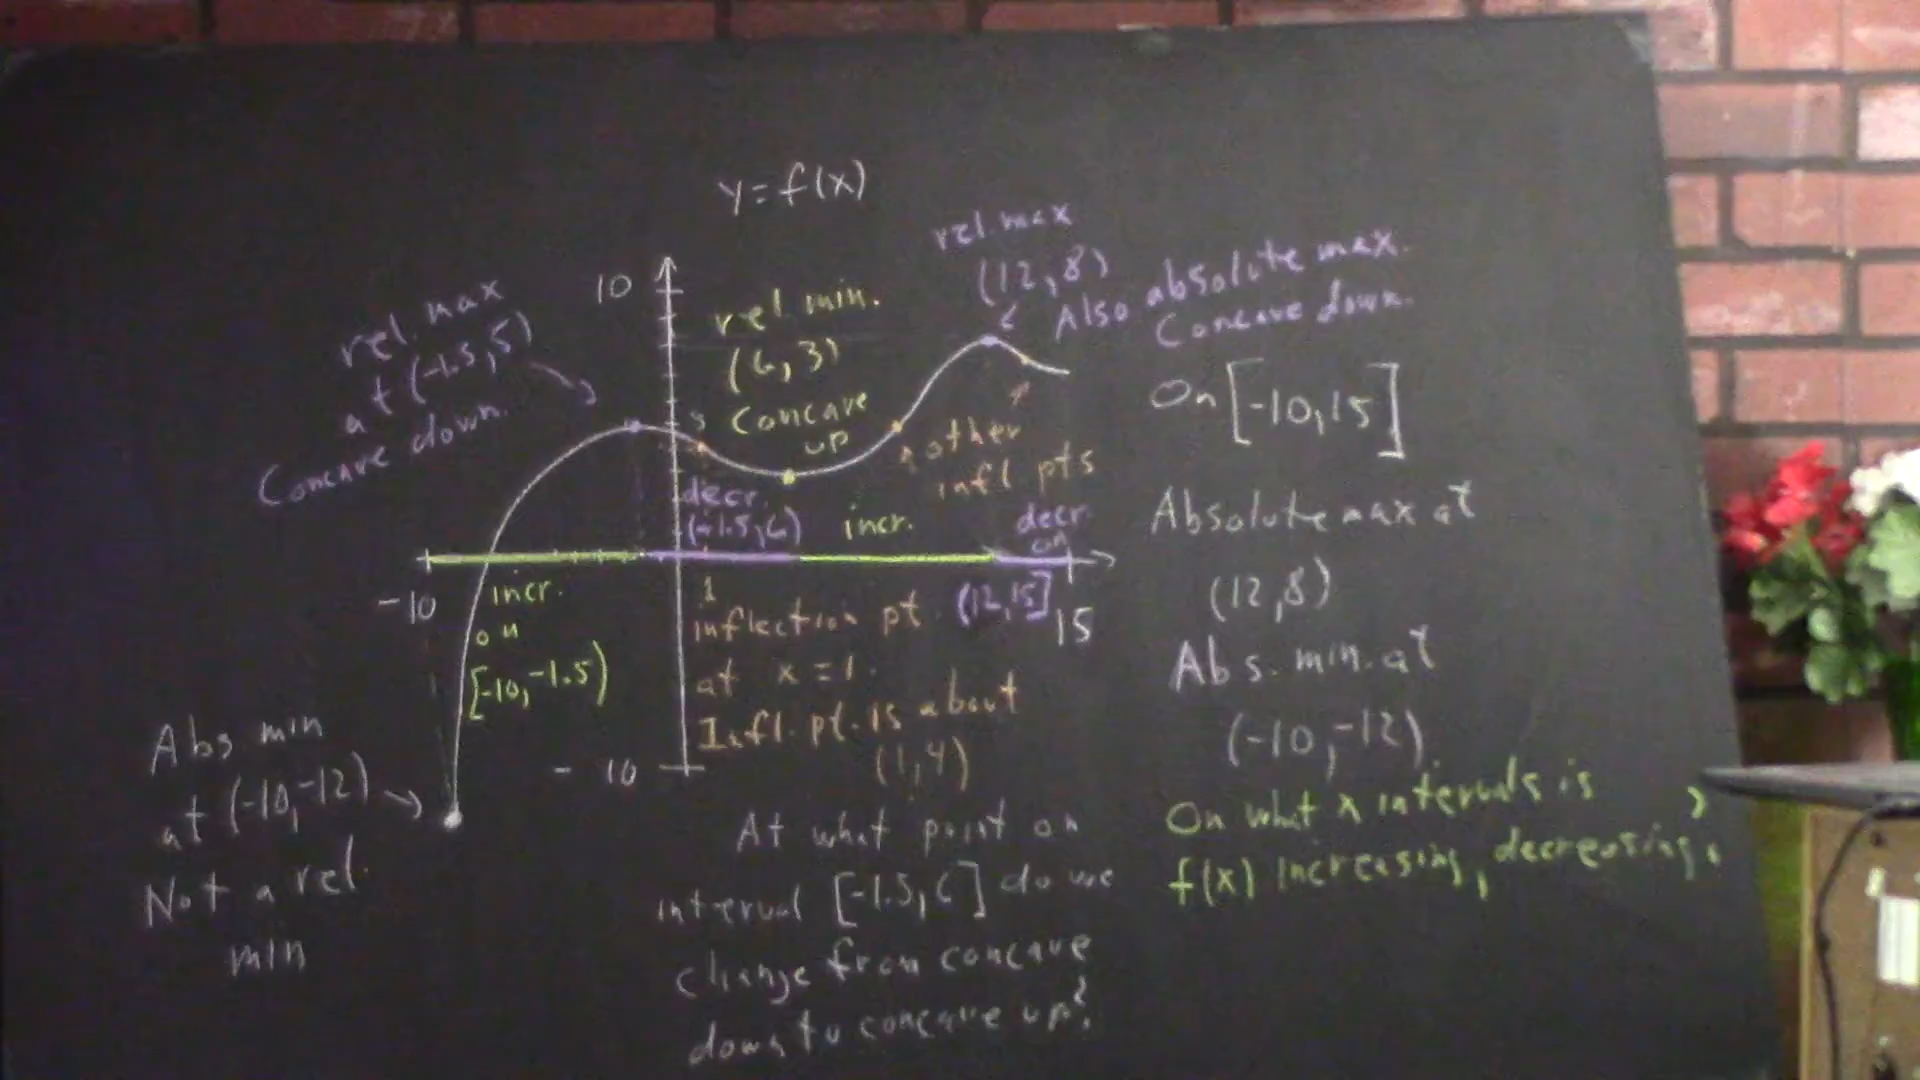 y=f(x)
rel. max
(12,8)
Also absolute max.
Concave down.
10
rel. min.
(6,3)
Concave
up
rel. max
at (-1.5,5)
Concave down.
5
other
infl pts
On [-10,15]
decr.
(-1.5,6)
incr.
decr.
on
(12,15]
Absolute max at
(12,8)
-10
incr.
on
[-10,-1.5)
1
15
inflection pt.
at x=1.
Infl. pt. is about
(1,4)
Abs. min. at
(-10,-12)
- 10
Abs min
at (-10,-12)
Not a rel.
min
At what point on
interval [-1.5,6] do we
change from concave
down to concave up?
On what x intervals is
f(x) increasing, decreasing?